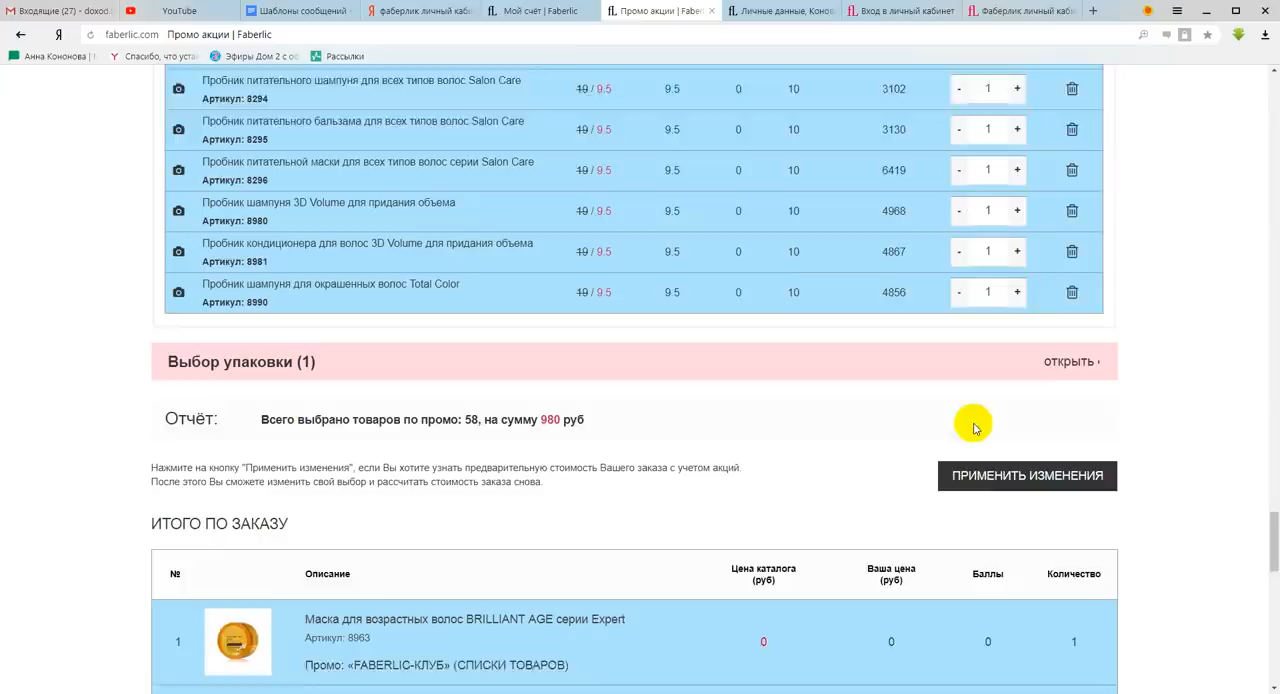 Входящие (27) - doxod.
YouTube
Шаблоны сообщений
фаберлик личный каб
Мой счёт | Faberlic
Промо акции | Faberl
Личные данные, Коно
Вход в личный кабинет
Фаберлик личный каб
faberlic.com Промо акции | Faberlic
Анна Кононова |
Спасибо, что уста
Эфиры Дом 2 с о
Рассылки
Пробник питательного шампуня для всех типов волос Salon Care
Артикул: 8294
19 / 9.5 9.5 0 10 3102 - 1 +
Пробник питательного бальзама для всех типов волос Salon Care
Артикул: 8295
19 / 9.5 9.5 0 10 3130 - 1 +
Пробник питательной маски для всех типов волос серии Salon Care
Артикул: 8296
19 / 9.5 9.5 0 10 6419 - 1 +
Пробник шампуня 3D Volume для придания объема
Артикул: 8980
19 / 9.5 9.5 0 10 4968 - 1 +
Пробник кондиционера для волос 3D Volume для придания объема
Артикул: 8981
19 / 9.5 9.5 0 10 4867 - 1 +
Пробник шампуня для окрашенных волос Total Color
Артикул: 8990
19 / 9.5 9.5 0 10 4856 - 1 +
Выбор упаковки (1)
открыть ›
Отчёт:
Всего выбрано товаров по промо: 58, на сумму 980 руб
Нажмите на кнопку "Применить изменения", если Вы хотите узнать предварительную стоимость Вашего заказа с учетом акций.
После этого Вы сможете изменить свой выбор и рассчитать стоимость заказа снова.
ПРИМЕНИТЬ ИЗМЕНЕНИЯ
ИТОГО ПО ЗАКАЗУ
№
Описание
Цена каталога
(руб)
Ваша цена
(руб)
Баллы
Количество
1
Маска для возрастных волос BRILLIANT AGE серии Expert
Артикул: 8963
Промо: «FABERLIC-КЛУБ» (СПИСКИ ТОВАРОВ)
0 0 0 1